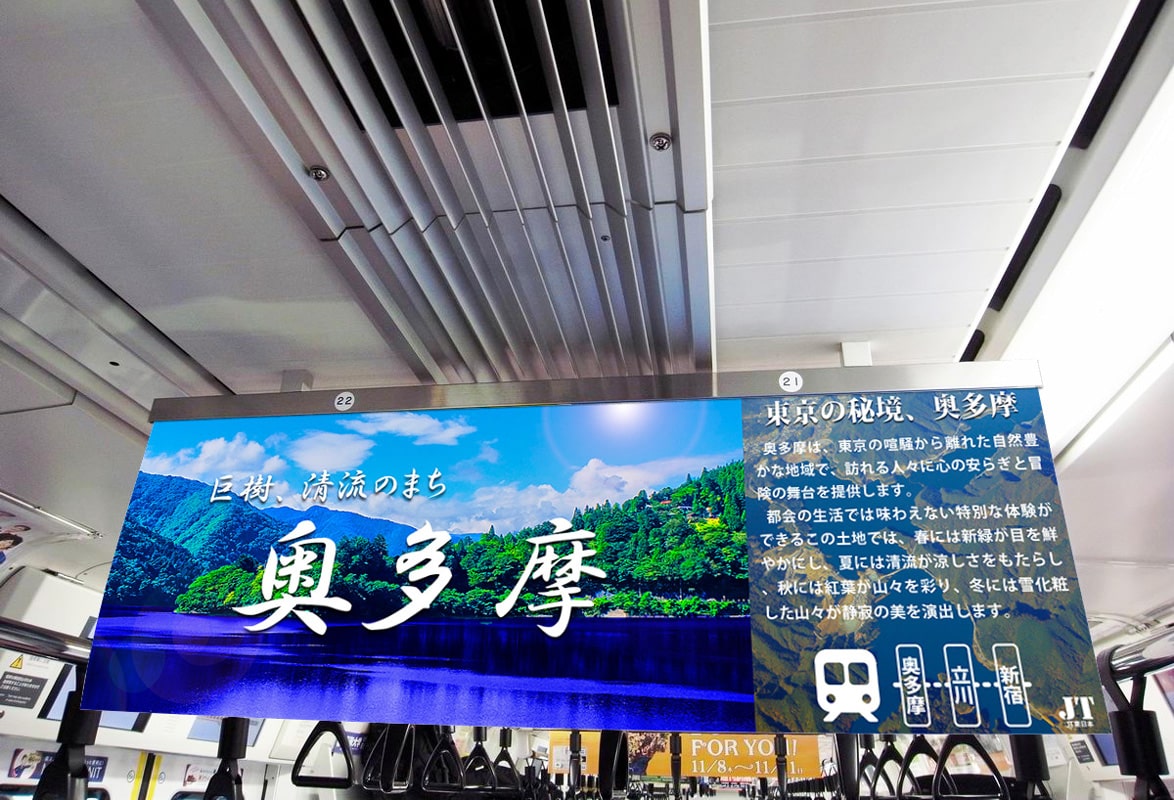 22
21
巨樹、清流のまち
奥多摩
東京の秘境、奥多摩
奥多摩は、東京の喧騒から離れた自然豊
かな地域で、訪れる人々に心の安らぎと冒
険の舞台を提供します。
都会の生活では味わえない特別な体験が
できるこの土地では、春には新緑が目を鮮
やかにし、夏には清流が涼しさをもたらし
、秋には紅葉が山々を彩り、冬には雪化粧
した山々が静寂の美を演出します。
奥多摩
立川
新宿
JT
FOR YOU!